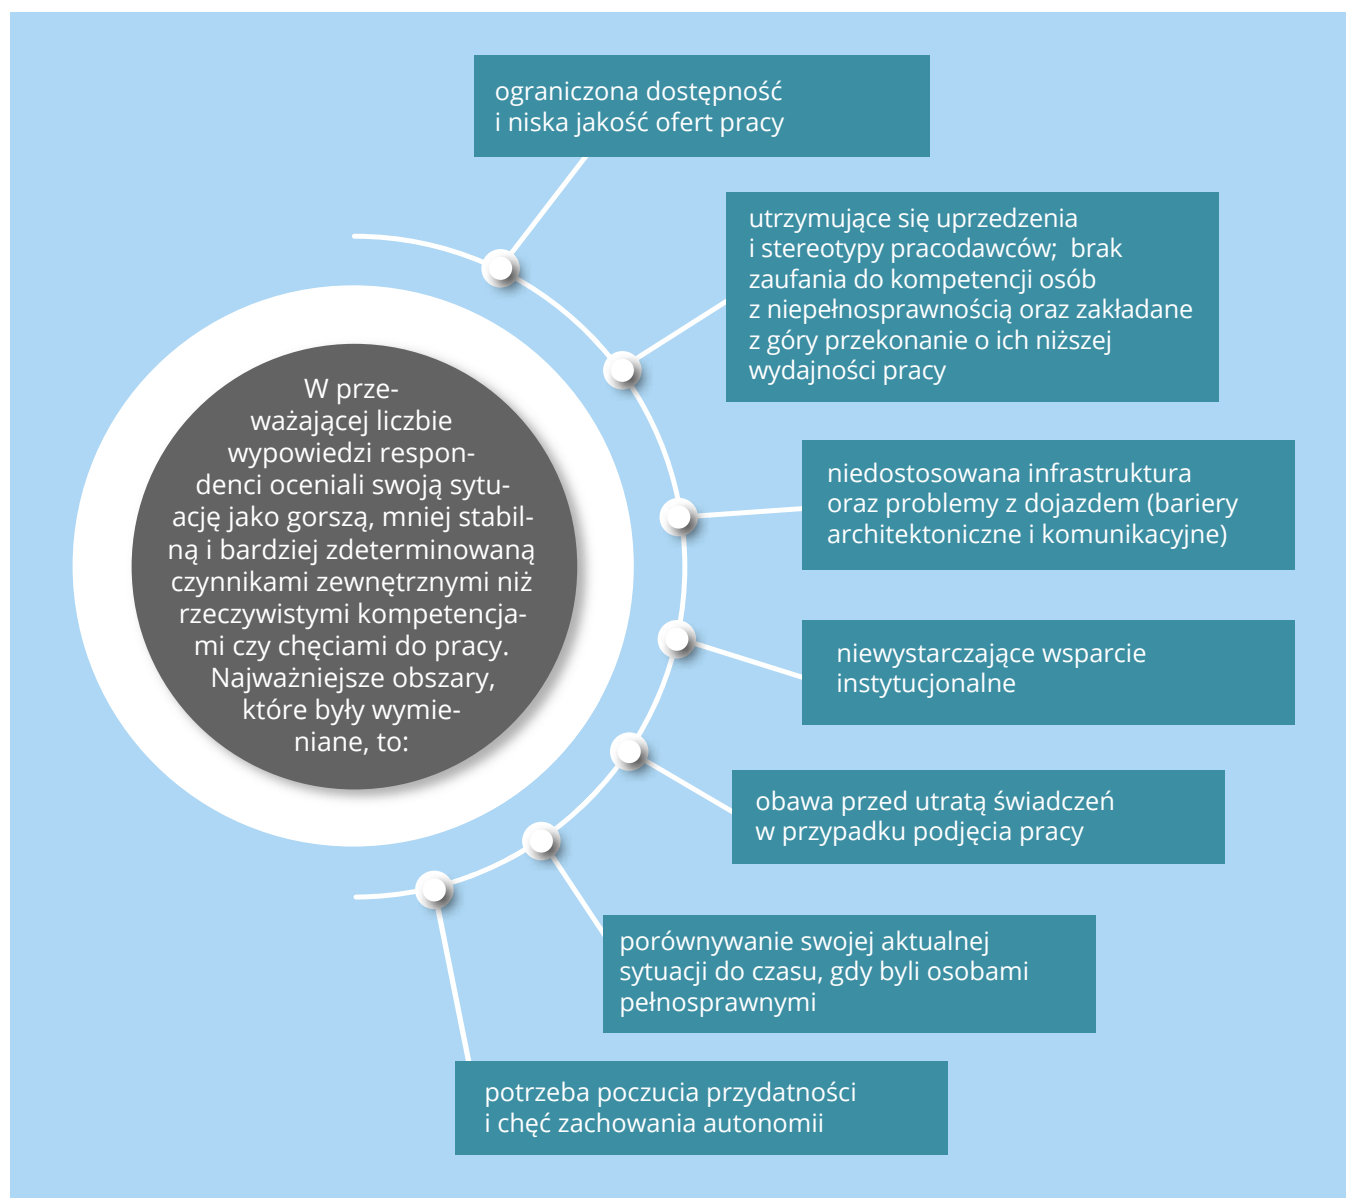 W prze-
ważającej liczbie
wypowiedzi respon-
denci oceniali swoją sytu-
ację jako gorszą, mniej stabil-
ną i bardziej zdeterminowaną
czynnikami zewnętrznymi niż
rzeczywistymi kompetencja-
mi czy chęciami do pracy.
Najważniejsze obszary,
które były wymie-
niane, to:
ograniczona dostępność
i niska jakość ofert pracy
utrzymujące się uprzedzenia
i stereotypy pracodawców;  brak
zaufania do kompetencji osób
z niepełnosprawnością oraz zakładane
z góry przekonanie o ich niższej
wydajności pracy
niedostosowana infrastruktura
oraz problemy z dojazdem (bariery
architektoniczne i komunikacyjne)
niewystarczające wsparcie
instytucjonalne
obawa przed utratą świadczeń
w przypadku podjęcia pracy
porównywanie swojej aktualnej
sytuacji do czasu, gdy byli osobami
pełnosprawnymi
potrzeba poczucia przydatności
i chęć zachowania autonomii